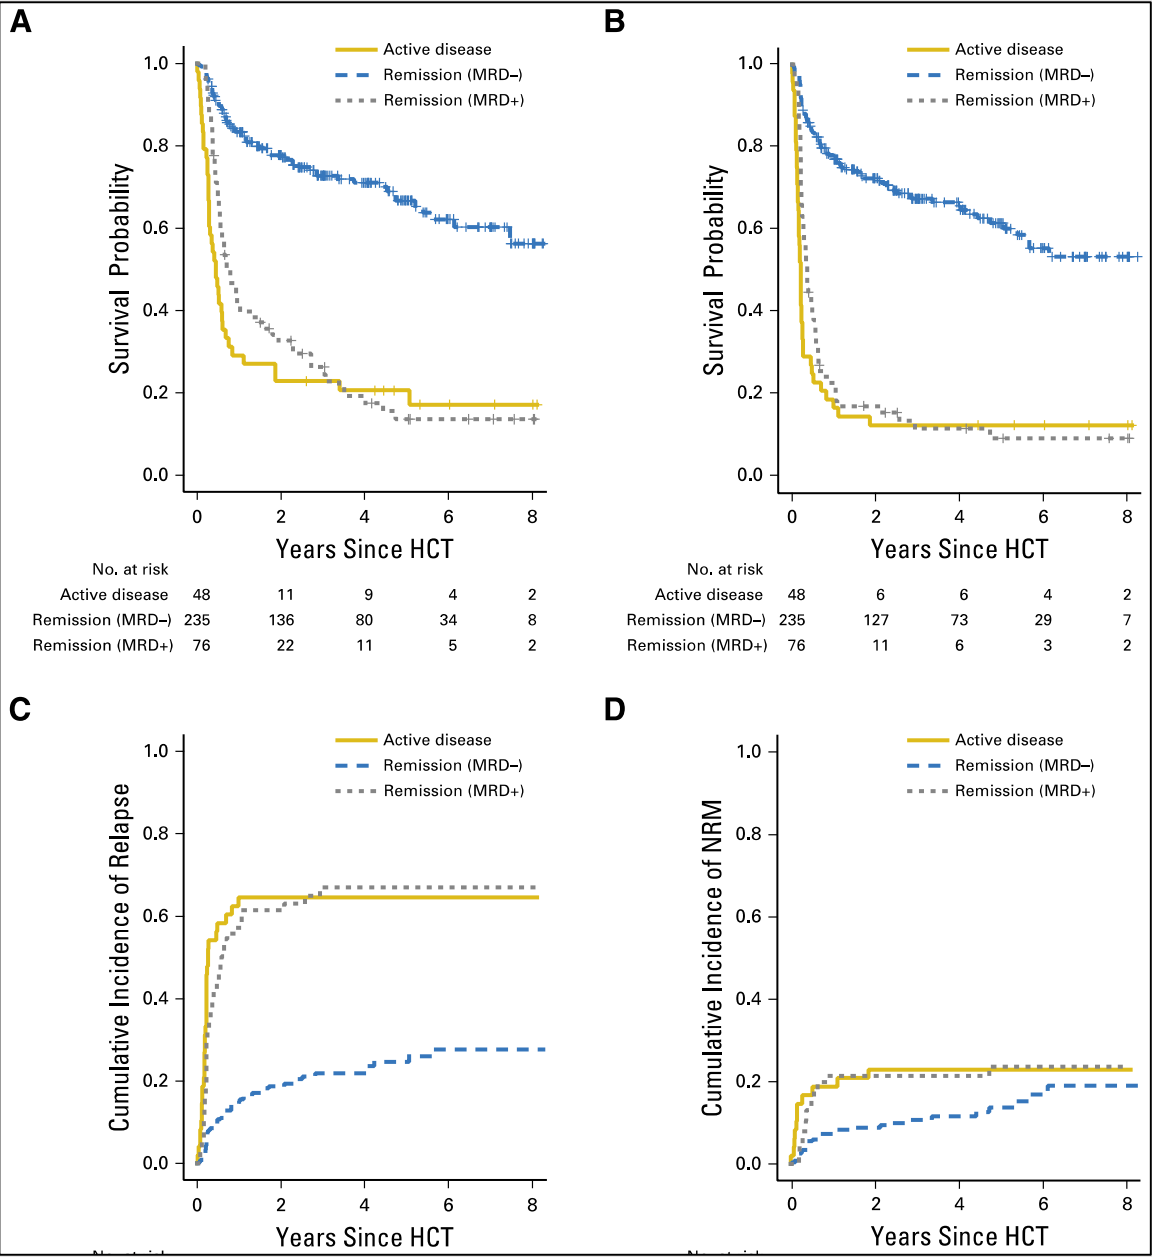 A
Active disease
Remission (MRD–)
Remission (MRD+)
1.0
0.8
0.6
0.4
0.2
0.0
Survival Probability
0 2 4 6 8
Years Since HCT
No. at risk
Active disease 48 11 9 4 2
Remission (MRD–) 235 136 80 34 8
Remission (MRD+) 76 22 11 5 2
B
Active disease
Remission (MRD–)
Remission (MRD+)
1.0
0.8
0.6
0.4
0.2
0.0
Survival Probability
0 2 4 6 8
Years Since HCT
No. at risk
Active disease 48 6 6 4 2
Remission (MRD–) 235 127 73 29 7
Remission (MRD+) 76 11 6 3 2
C
Active disease
Remission (MRD–)
Remission (MRD+)
1.0
0.8
0.6
0.4
0.2
0.0
Cumulative Incidence of Relapse
0 2 4 6 8
Years Since HCT
D
Active disease
Remission (MRD–)
Remission (MRD+)
1.0
0.8
0.6
0.4
0.2
0.0
Cumulative Incidence of NRM
0 2 4 6 8
Years Since HCT